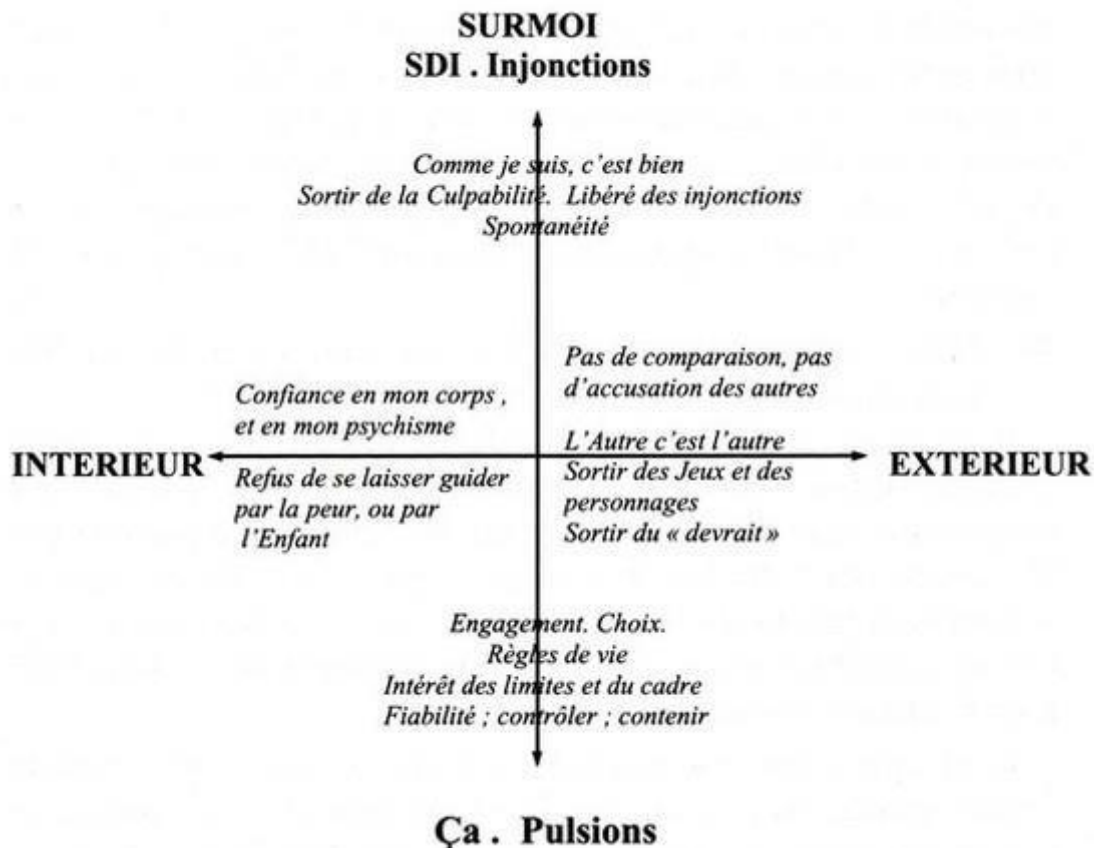 SURMOI
SDI . Injonctions
Comme je suis, c'est bien
Sortir de la Culpabilité. Libéré des injonctions
Spontanéité
Pas de comparaison, pas
d'accusation des autres
Confiance en mon corps ,
et en mon psychisme
INTERIEUR
EXTERIEUR
L'Autre c'est l'autre
Sortir des Jeux et des
personnages
Sortir du « devrait »
Refus de se laisser guider
par la peur, ou par
l'Enfant
Engagement. Choix.
Règles de vie
Intérêt des limites et du cadre
Fiabilité ; contrôler ; contenir
Ça . Pulsions